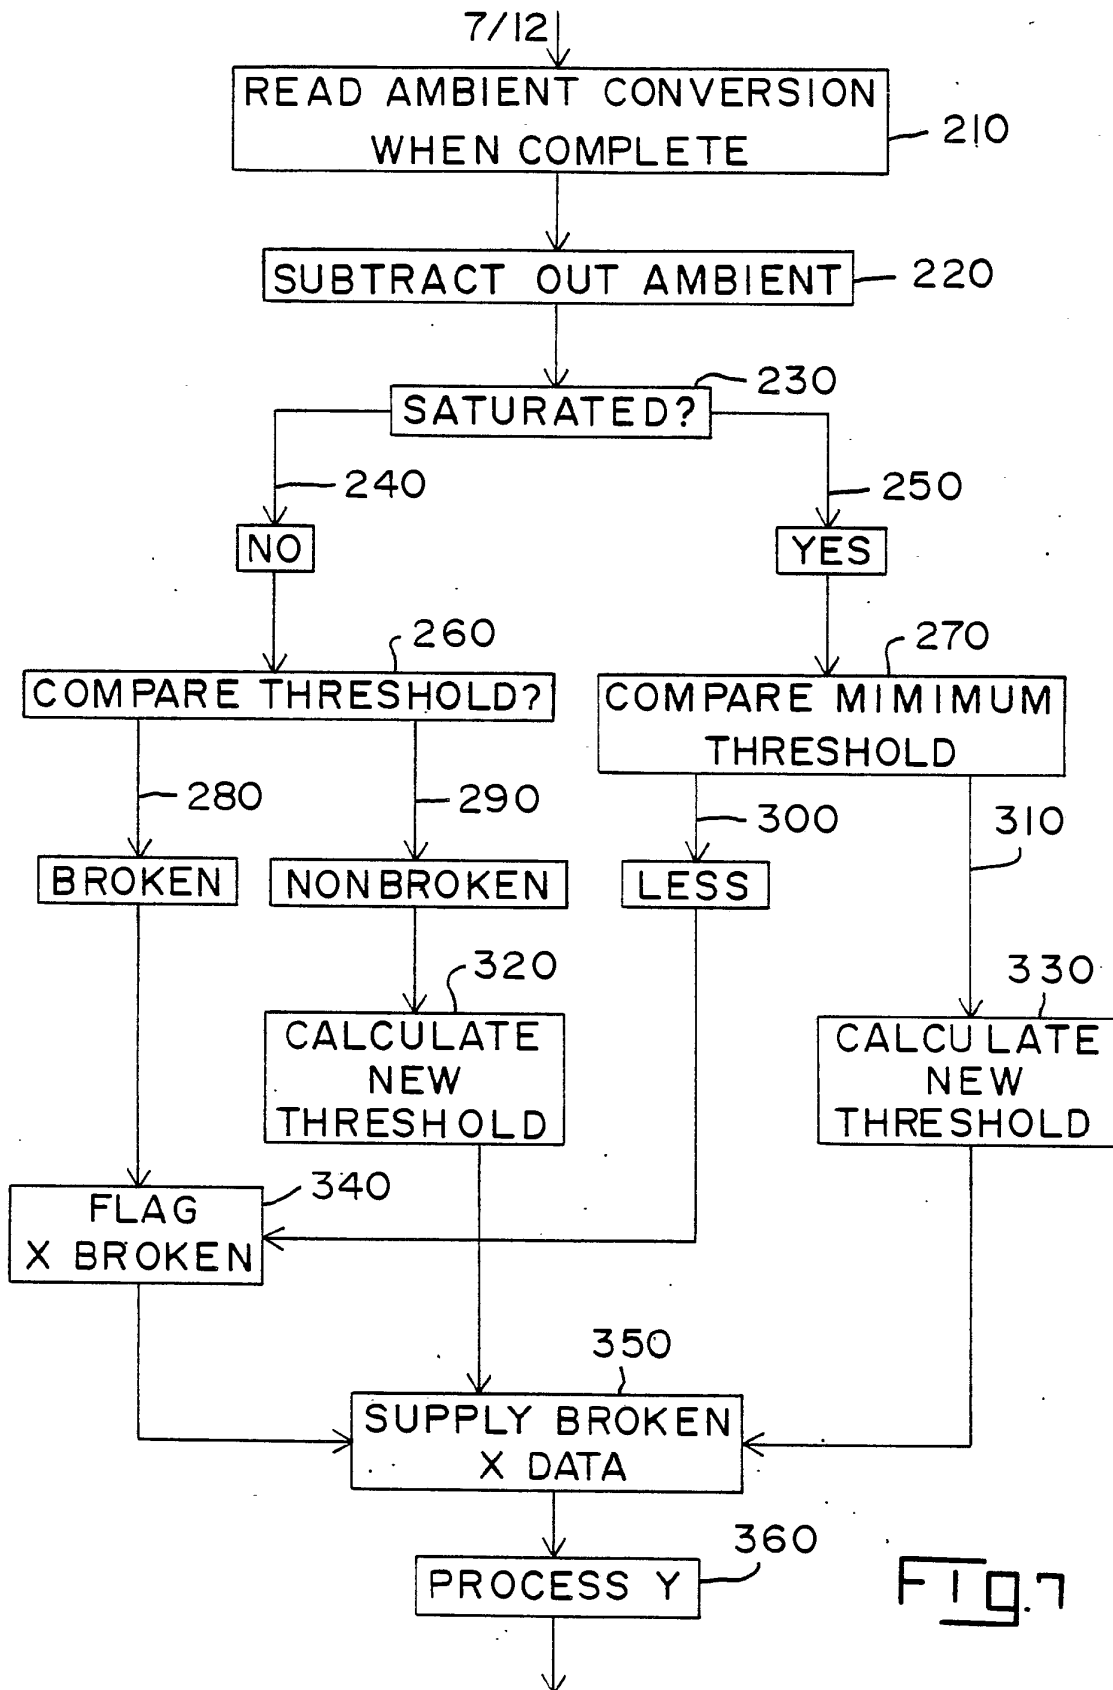 7/12
READ AMBIENT CONVERSION
WHEN COMPLETE
210
SUBTRACT OUT AMBIENT
220
230
SATURATED?
240
250
NO
YES
260
270
COMPARE THRESHOLD?
COMPARE MIMIMUM
THRESHOLD
280
290
300
310
BROKEN
NONBROKEN
LESS
320
330
CALCULATE
NEW
THRESHOLD
CALCULATE
NEW
THRESHOLD
340
FLAG
X BROKEN
350
SUPPLY BROKEN
X DATA
360
PROCESS Y
Fig.7